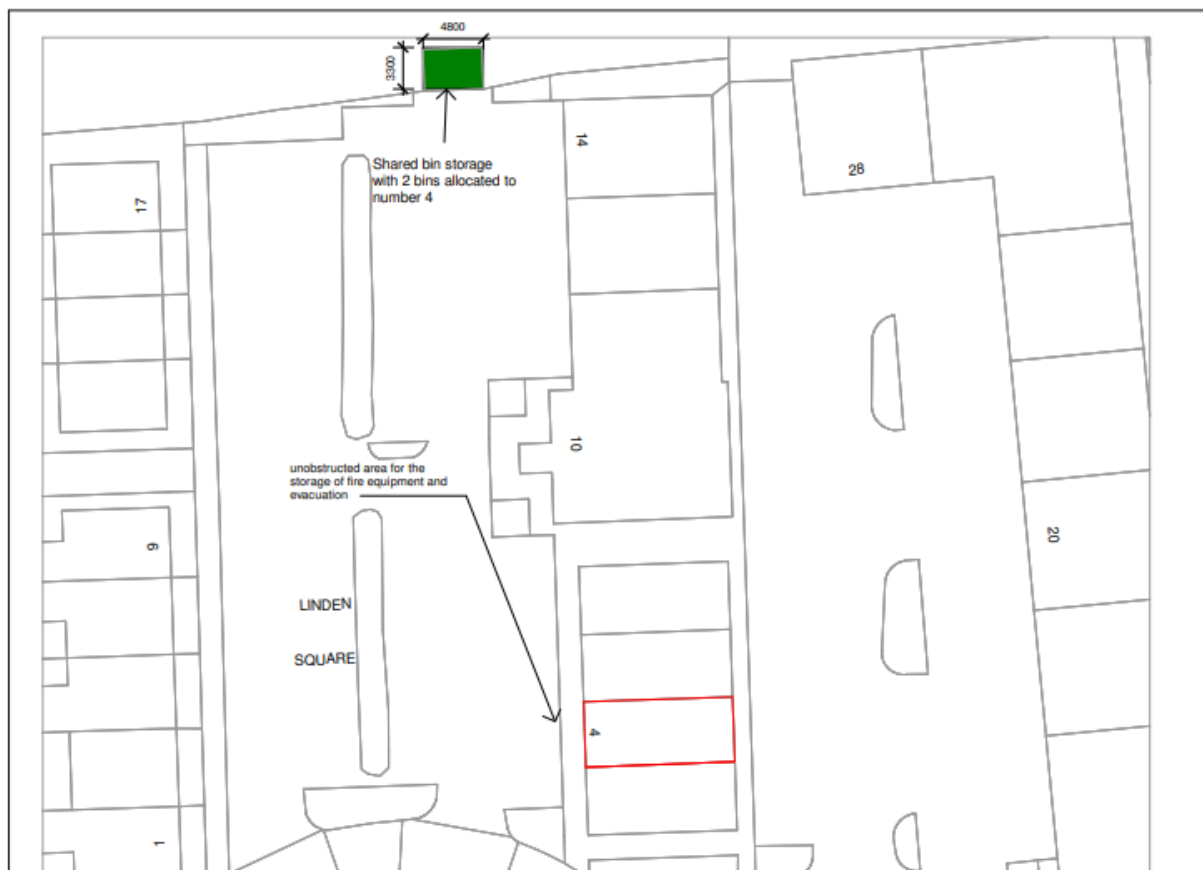 4800
3300
14
28
Shared bin storage
with 2 bins allocated to
number 4
17
10
unobstructed area for the
storage of fire equipment and
evacuation
20
9
LINDEN
SQUARE
4
1